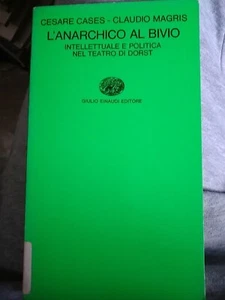 CESARE CASES - CLAUDIO MAGRIS
L'ANARCHICO AL BIVIO
INTELLETTUALE E POLITICA
NEL TEATRO DI DORST
GIULIO EINAUDI EDITORE